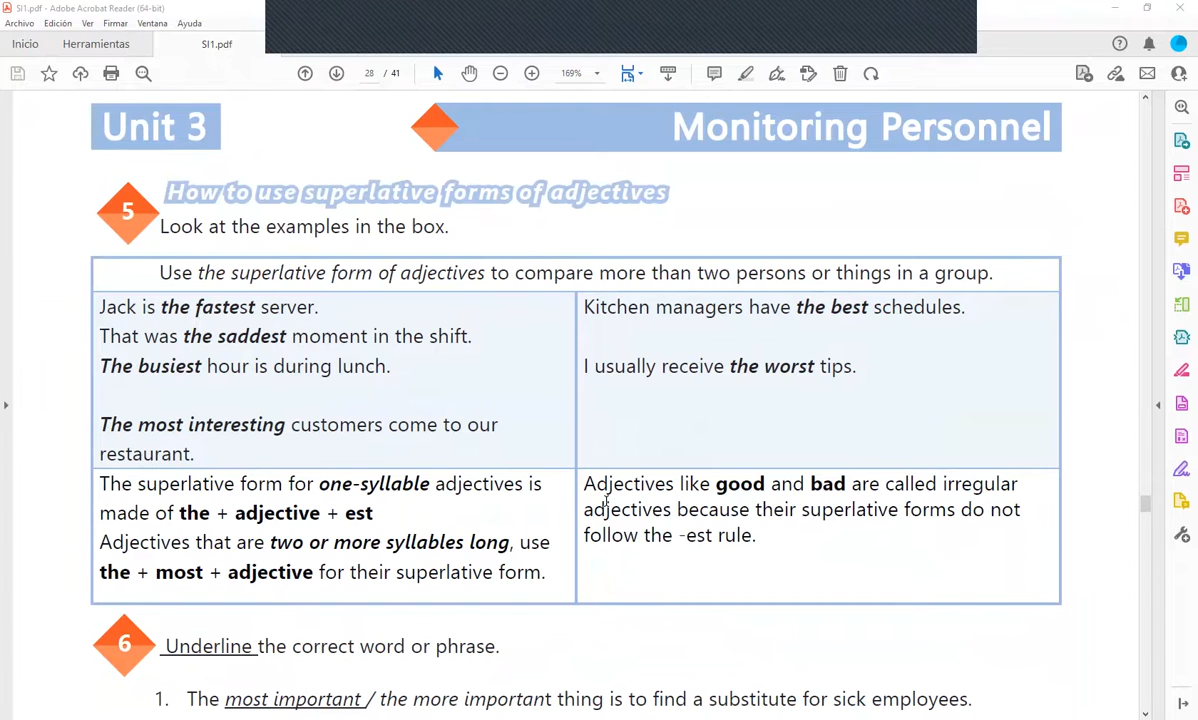 SI1.pdf - Adobe Acrobat Reader (64-bit)
Archivo Edición Ver Firmar Ventana Ayuda
Inicio Herramientas SI1.pdf
28 / 41 169%
Unit 3 Monitoring Personnel
5 How to use superlative forms of adjectives
Look at the examples in the box.
Use the superlative form of adjectives to compare more than two persons or things in a group.
Jack is the fastest server.
That was the saddest moment in the shift.
The busiest hour is during lunch.
The most interesting customers come to our
restaurant.
Kitchen managers have the best schedules.
I usually receive the worst tips.
The superlative form for one-syllable adjectives is
made of the + adjective + est
Adjectives that are two or more syllables long, use
the + most + adjective for their superlative form.
Adjectives like good and bad are called irregular
adjectives because their superlative forms do not
follow the -est rule.
6 Underline the correct word or phrase.
1. The most important / the more important thing is to find a substitute for sick employees.